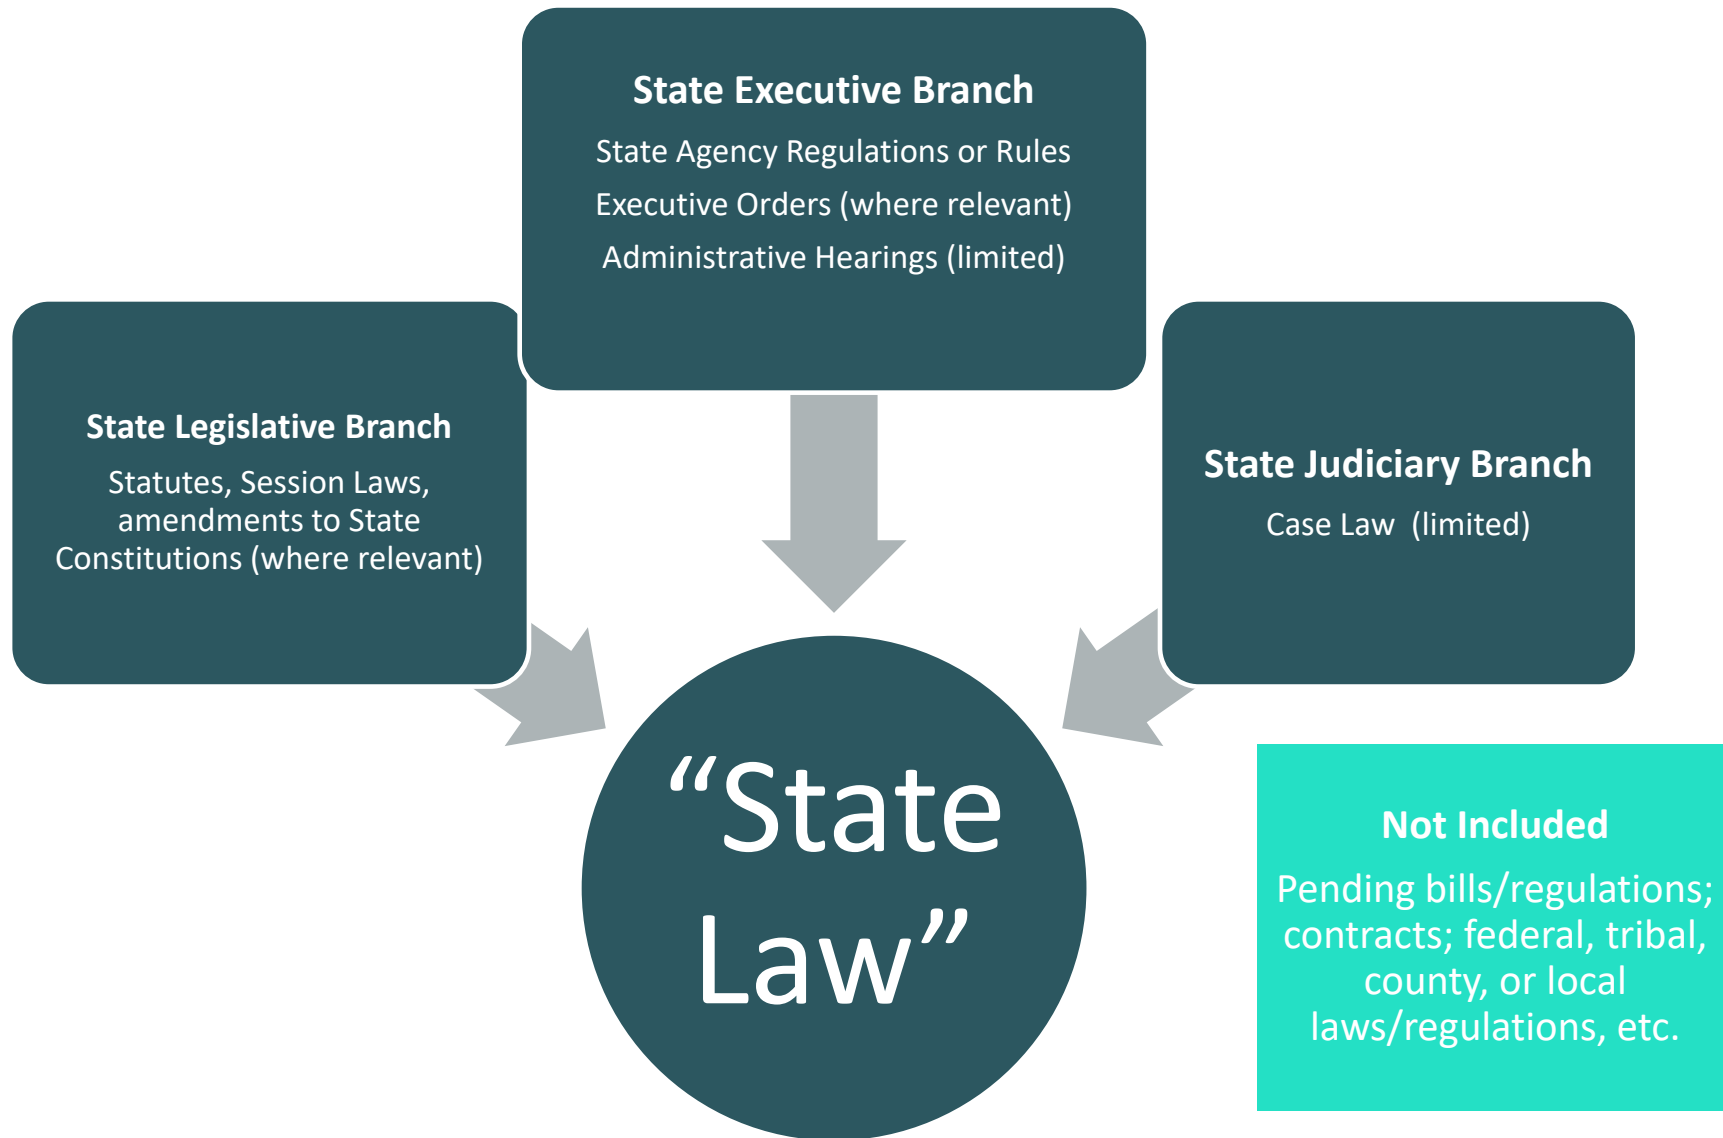 State Executive Branch
State Agency Regulations or Rules
Executive Orders (where relevant)
Administrative Hearings (limited)
State Legislative Branch
Statutes, Session Laws,
amendments to State
Constitutions (where relevant)
State Judiciary Branch
Case Law  (limited)
“State
Law”
Not Included
Pending bills/regulations;
contracts; federal, tribal,
county, or local
laws/regulations, etc.